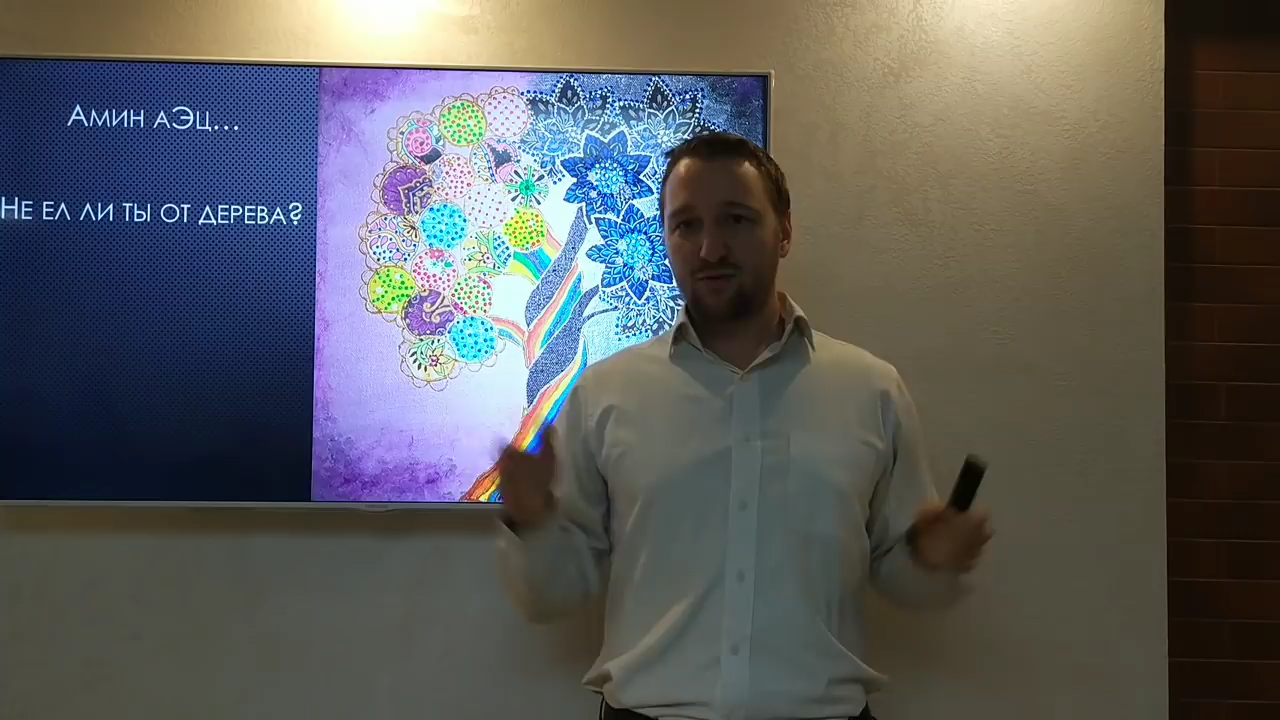 Амин аЭц...
Не ел ли ты от дерева?